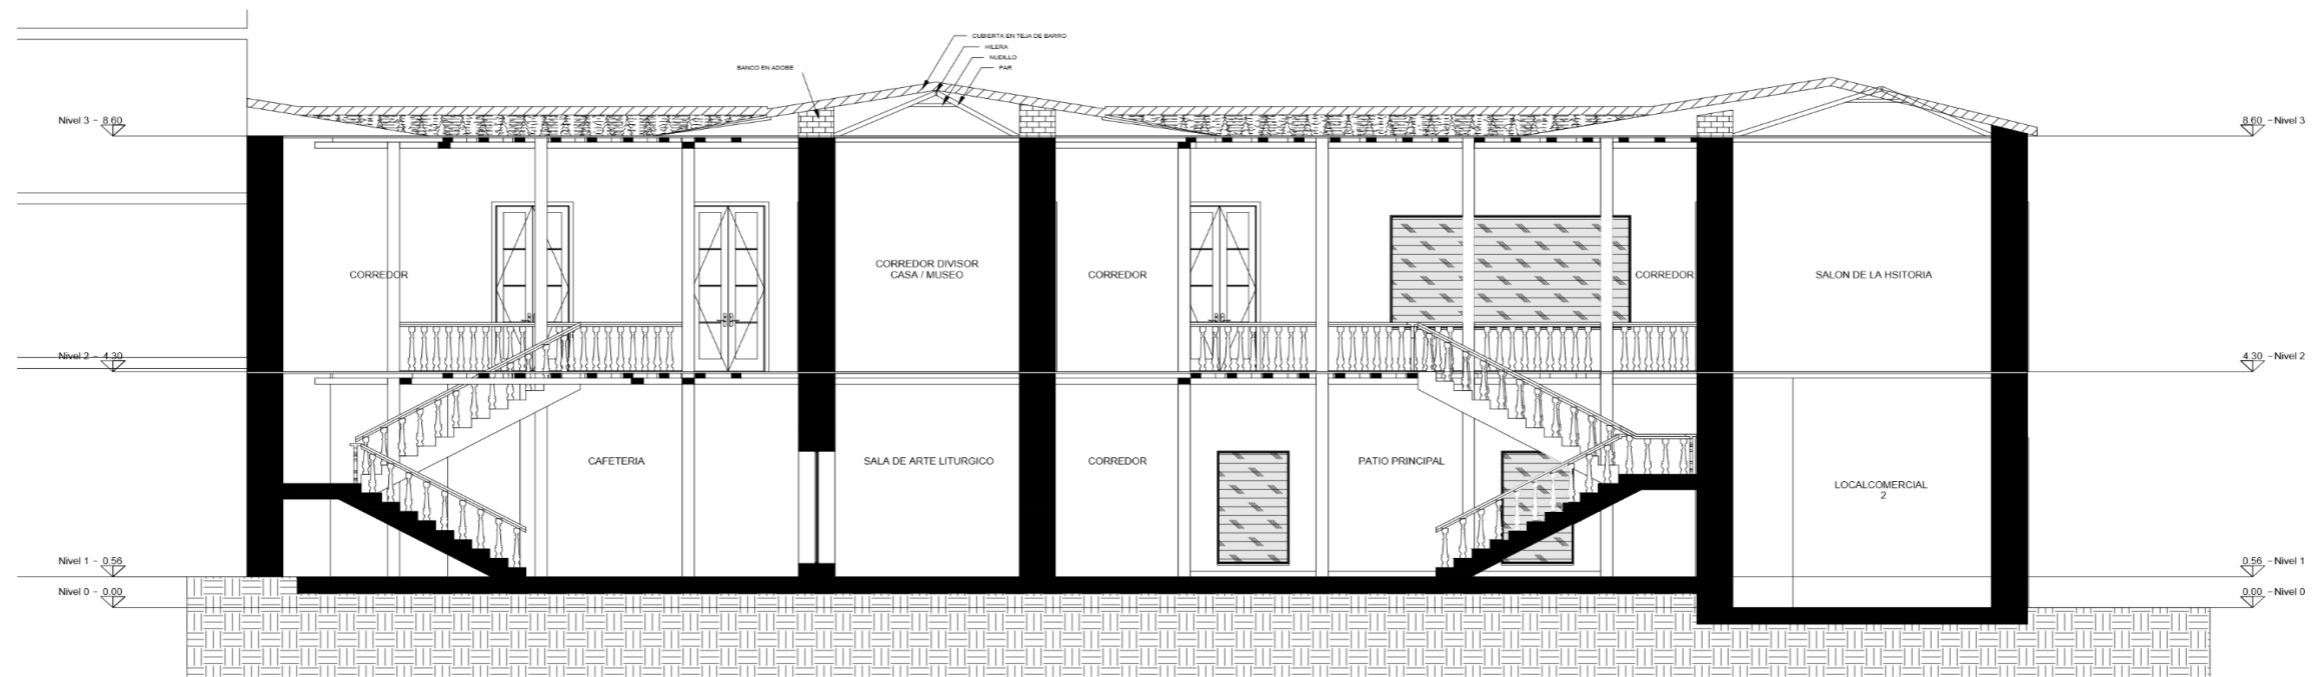 CUBIERTA EN TEJA DE BARRO
HILERA
NUDILLO
PAR
BANCO EN ADOBE
Nivel 3 - 8.60
8.60 - Nivel 3
CORREDOR
CORREDOR DIVISOR
CASA / MUSEO
CORREDOR
CORREDOR
SALON DE LA HSITORIA
Nivel 2 - 4.30
4.30 - Nivel 2
CAFETERIA
SALA DE ARTE LITURGICO
CORREDOR
PATIO PRINCIPAL
LOCALCOMERCIAL
2
Nivel 1 - 0.56
0.56 - Nivel 1
Nivel 0 - 0.00
0.00 - Nivel 0